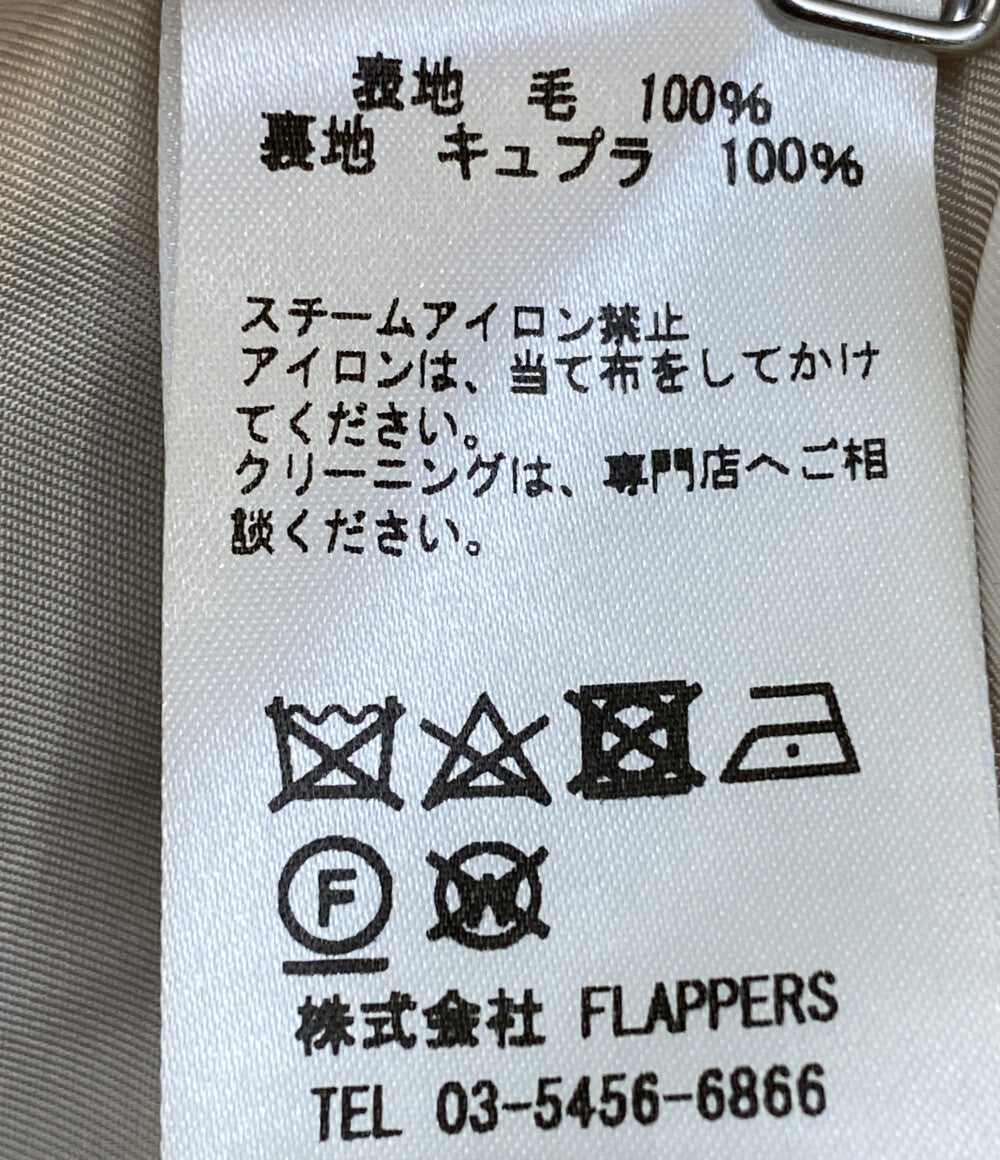 表地 毛 100%
裏地 キュプラ 100%
スチームアイロン禁止
アイロンは、当て布をしてかけ
てください。
クリーニングは、専門店へご相
談ください。
F W
株式会社 FLAPPERS
TEL 03-5456-6866